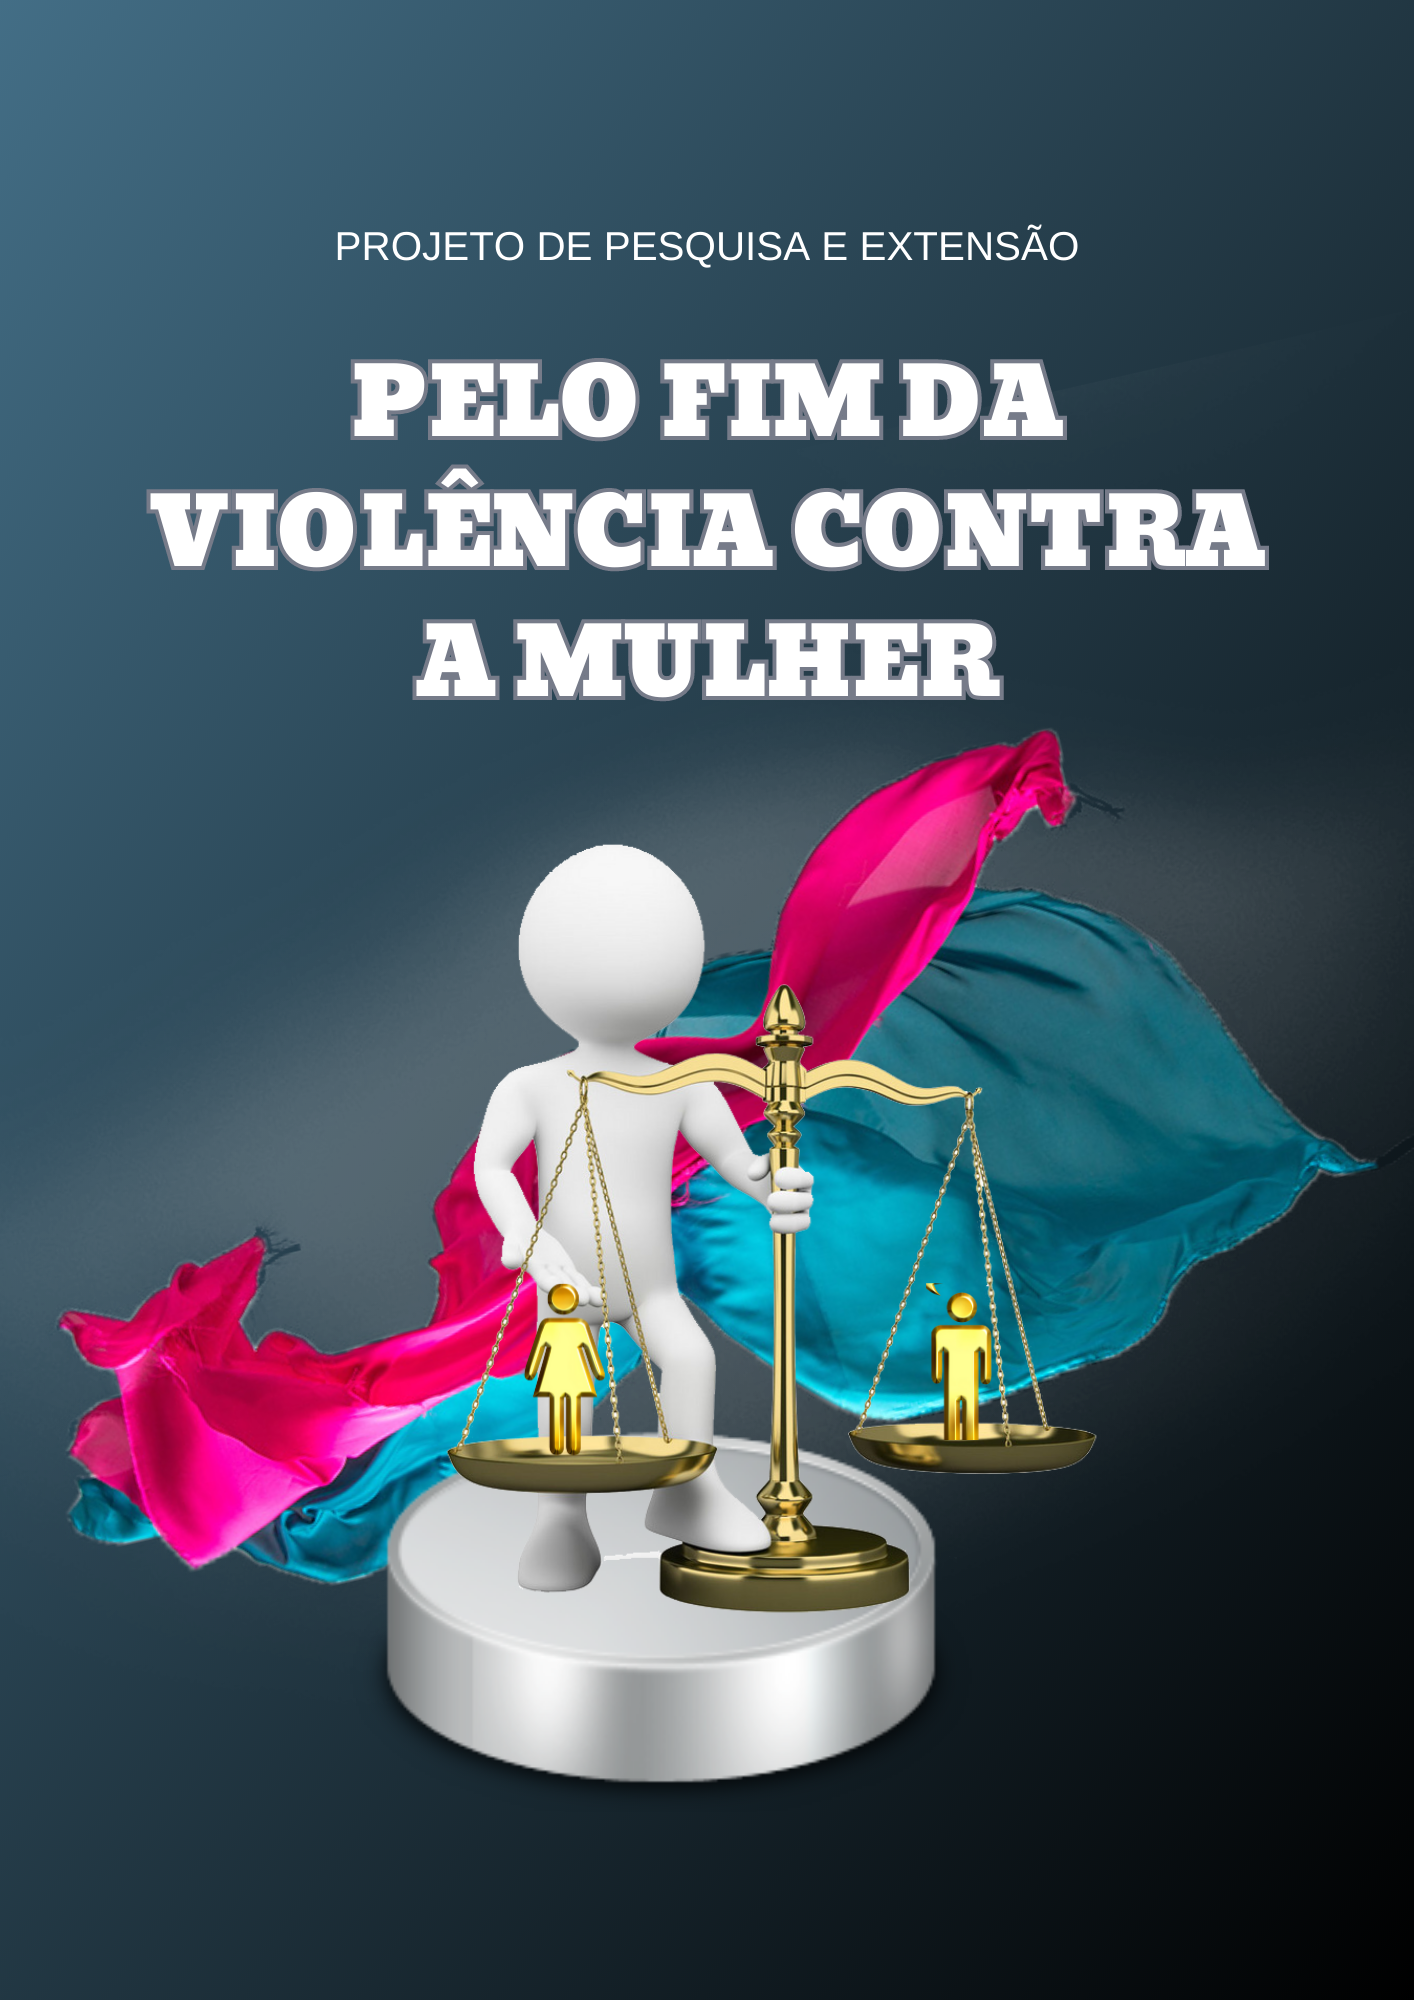 PROJETO DE PESQUISA E EXTENSÃO
PELO FIM DA
VIOLÊNCIA CONTRA
A MULHER